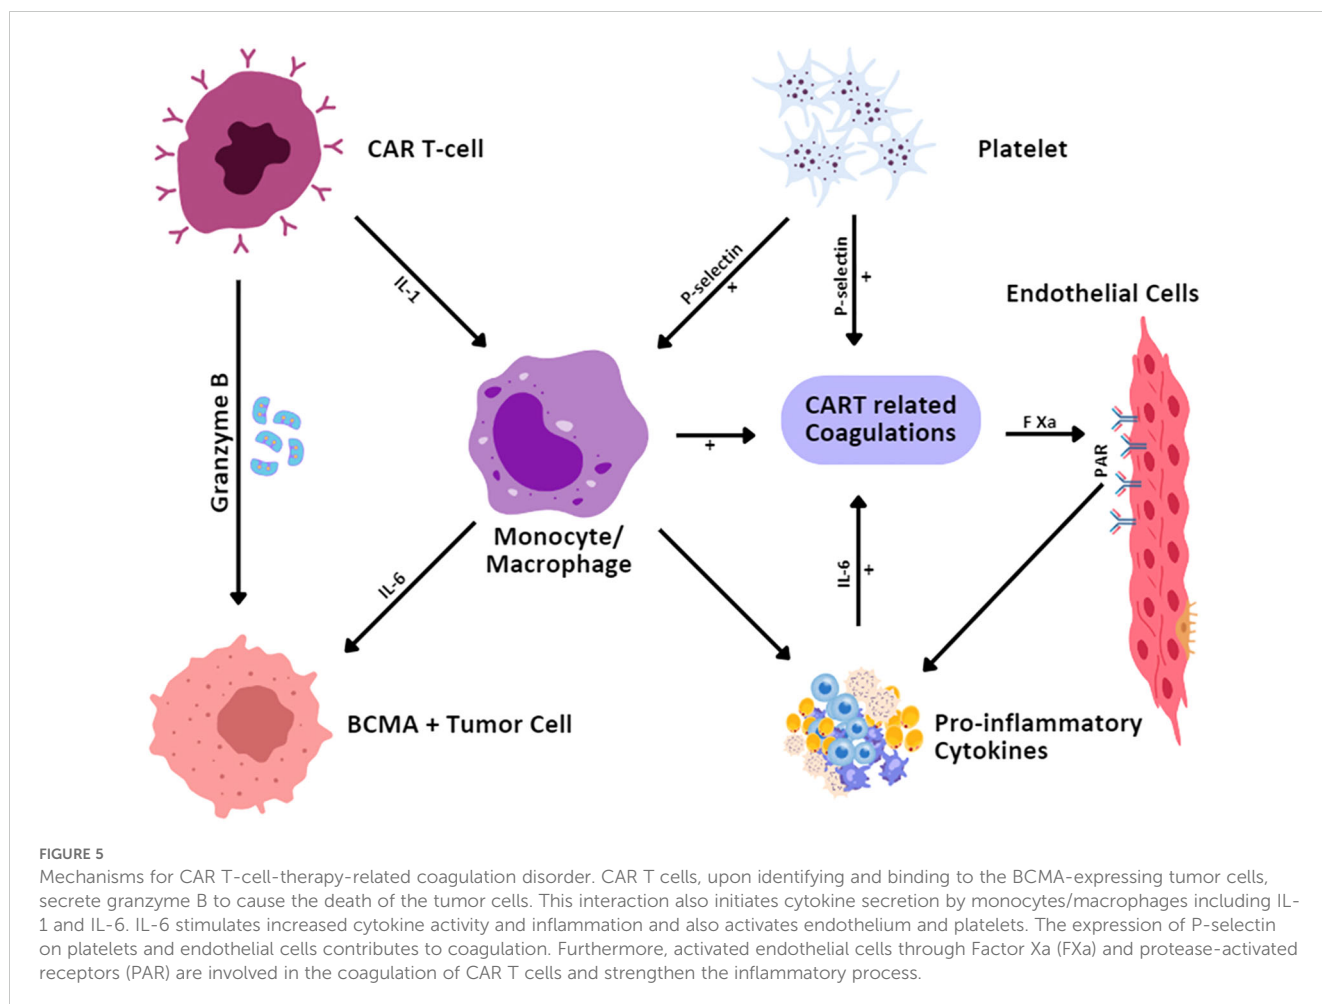 CAR T-cell
Platelet
IL-1
P-selectin
+
P-selectin
+
Endothelial Cells
Granzyme B
CART related
Coagulations
+
F Xa
PAR
Monocyte/
Macrophage
IL-6
IL-6
+
BCMA + Tumor Cell
Pro-inflammatory
Cytokines
FIGURE 5
Mechanisms for CAR T-cell-therapy-related coagulation disorder. CAR T cells, upon identifying and binding to the BCMA-expressing tumor cells,
secrete granzyme B to cause the death of the tumor cells. This interaction also initiates cytokine secretion by monocytes/macrophages including IL-
1 and IL-6. IL-6 stimulates increased cytokine activity and inflammation and also activates endothelium and platelets. The expression of P-selectin
on platelets and endothelial cells contributes to coagulation. Furthermore, activated endothelial cells through Factor Xa (FXa) and protease-activated
receptors (PAR) are involved in the coagulation of CAR T cells and strengthen the inflammatory process.